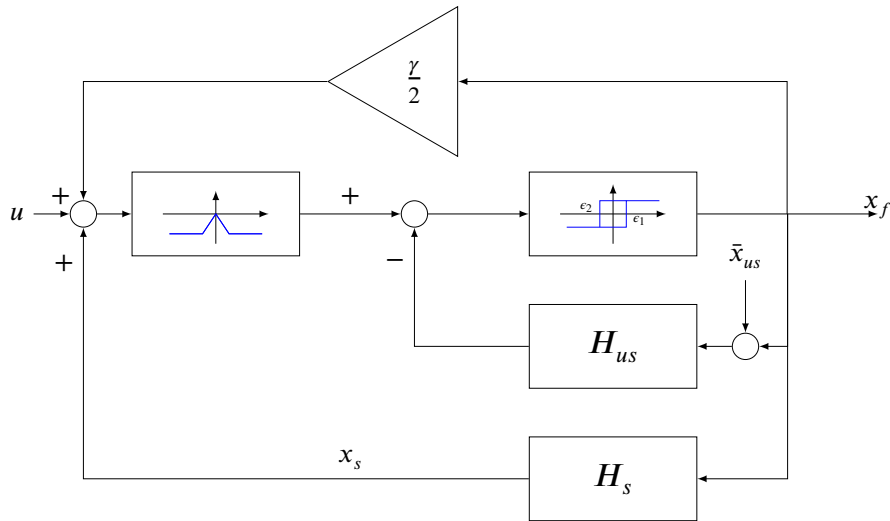 γ/2
u
+
+
+
ϵ₂
ϵ₁
x_f
−
x̄_us
H_us
x_s
H_s